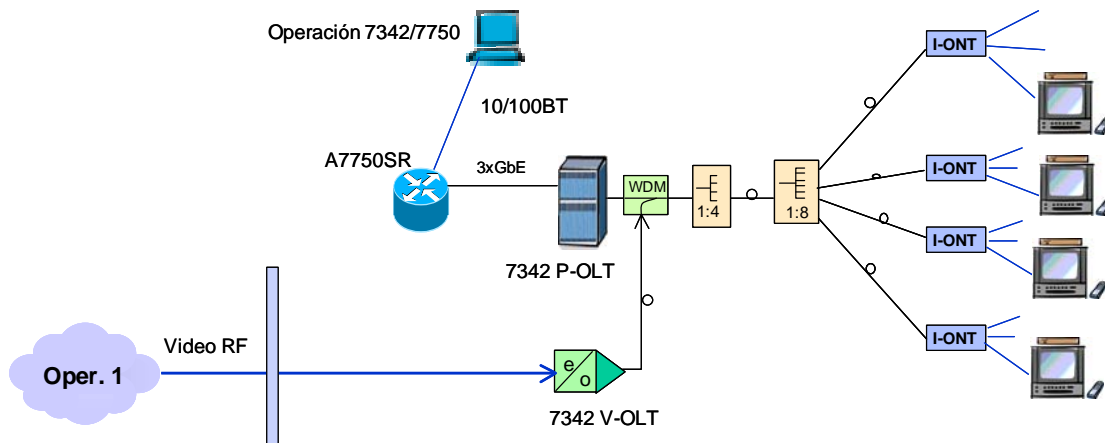 Operación 7342/7750
10/100BT
A7750SR
3xGbE
7342 P-OLT
WDM
1:4
1:8
I-ONT
I-ONT
I-ONT
I-ONT
Oper. 1
Video RF
e/o
7342 V-OLT